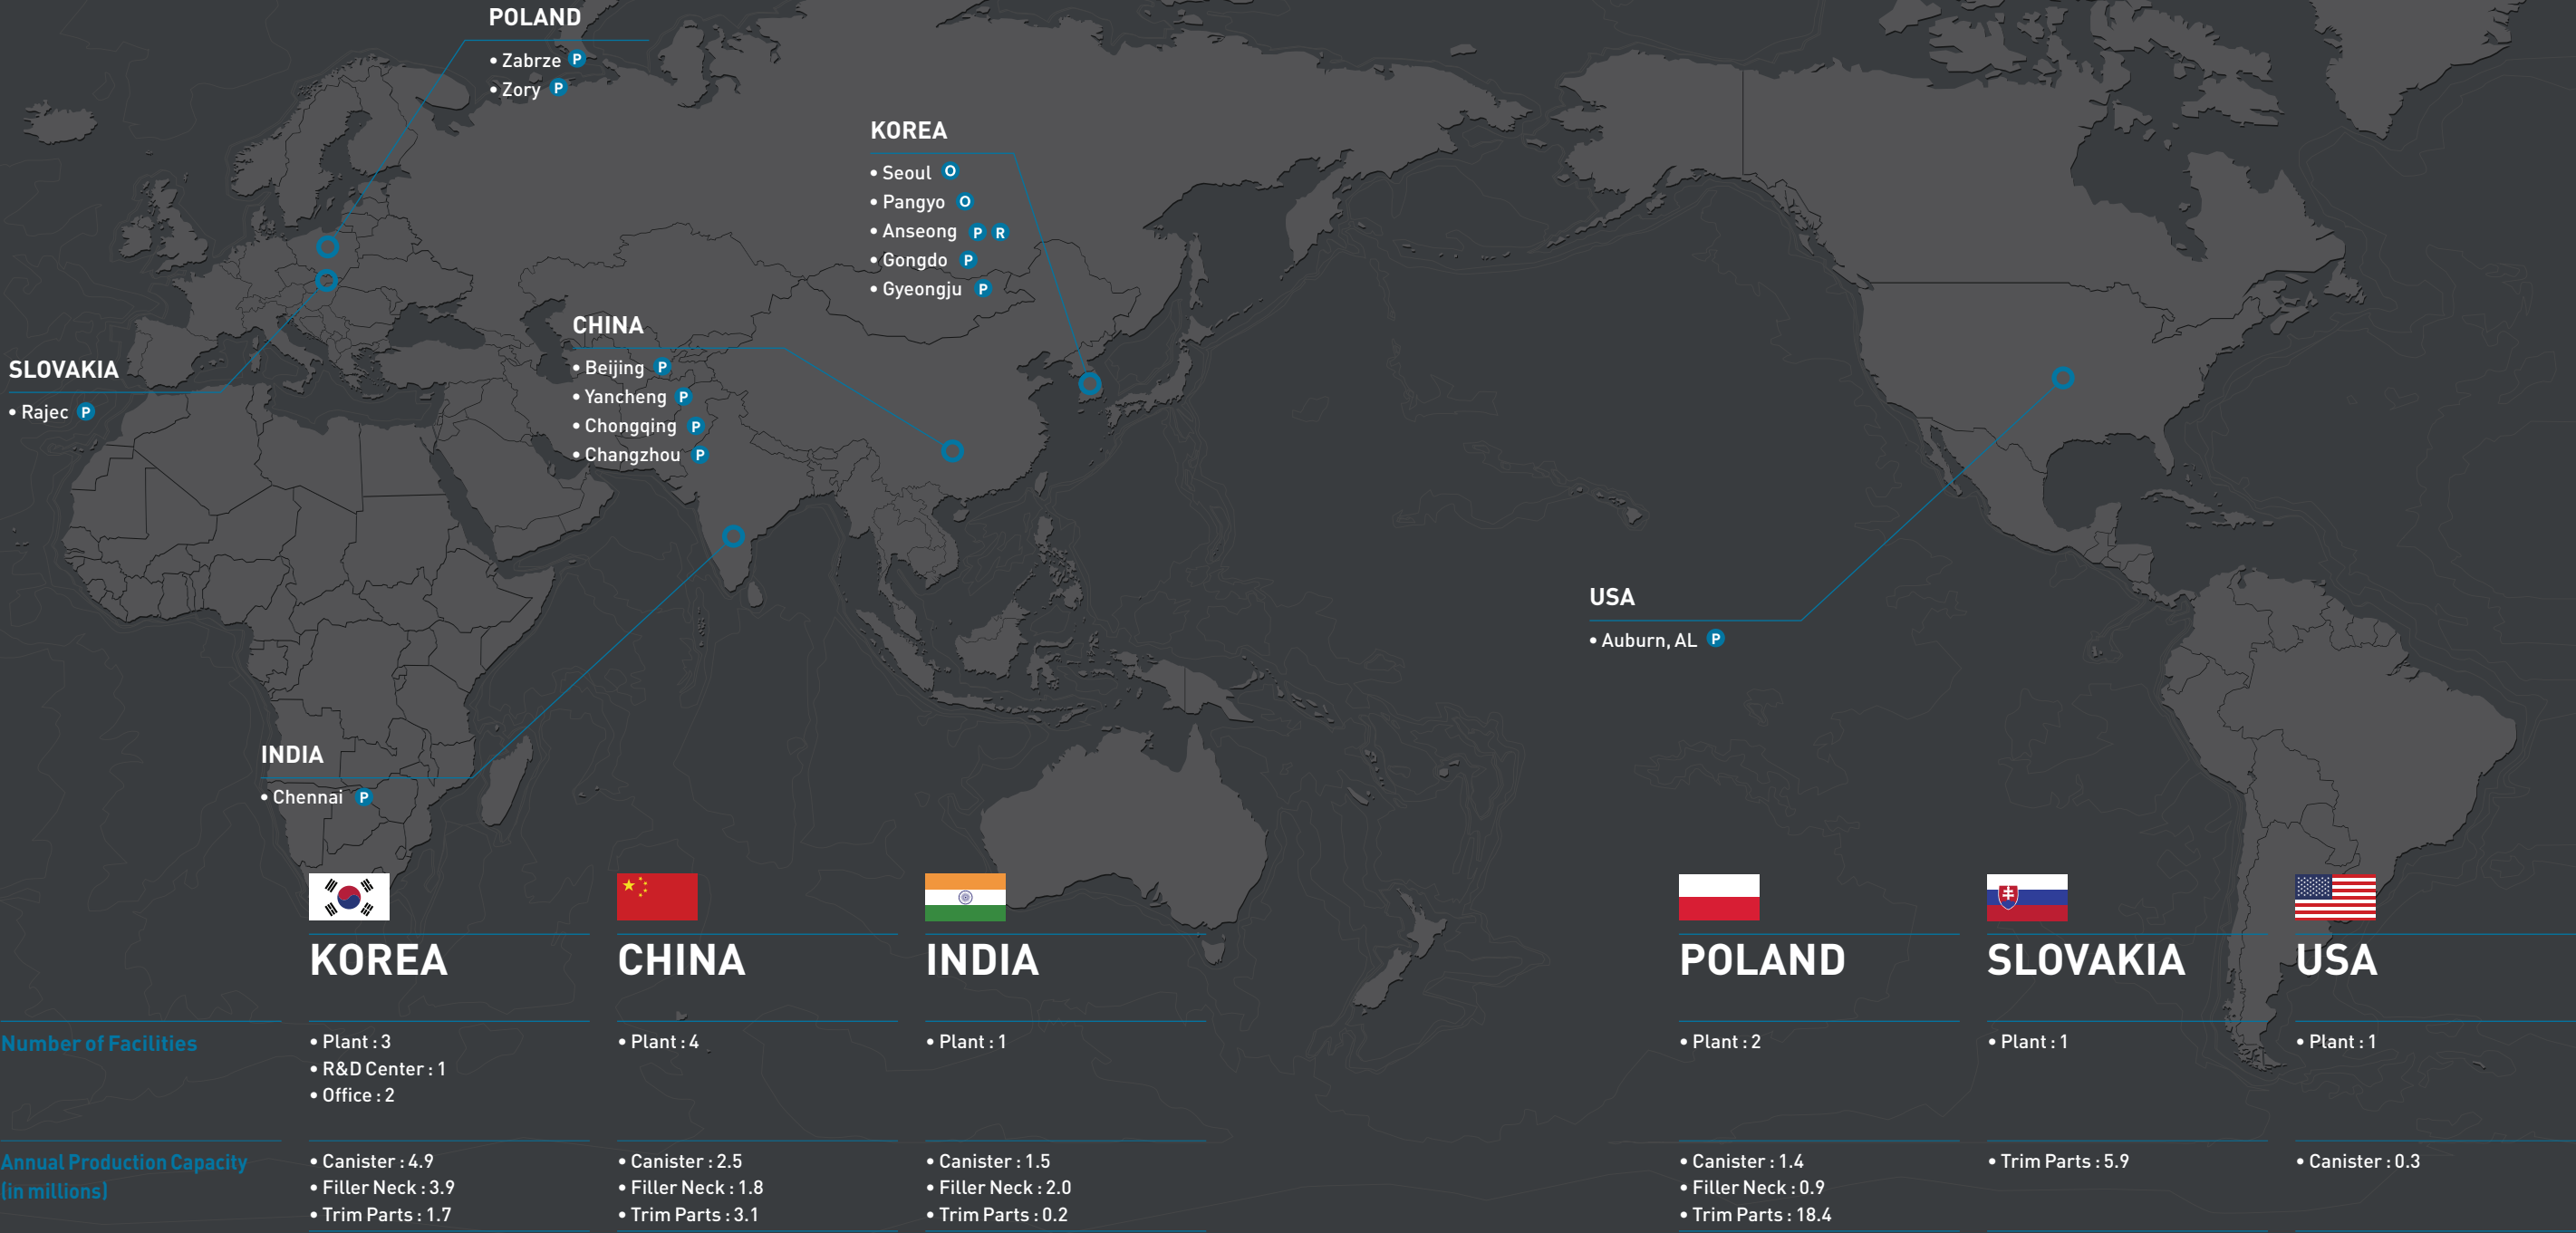 POLAND
• Zabrze P
• Zory P
KOREA
• Seoul O
• Pangyo O
• Anseong P R
• Gongdo P
• Gyeongju P
CHINA
• Beijing P
• Yancheng P
• Chongqing P
• Changzhou P
SLOVAKIA
• Rajec P
USA
• Auburn, AL P
INDIA
• Chennai P
KOREA CHINA INDIA POLAND SLOVAKIA USA
Number of Facilities
• Plant : 3
• R&D Center : 1
• Office : 2
• Plant : 4
• Plant : 1
• Plant : 2
• Plant : 1
• Plant : 1
Annual Production Capacity
(in millions)
• Canister : 4.9
• Filler Neck : 3.9
• Trim Parts : 1.7
• Canister : 2.5
• Filler Neck : 1.8
• Trim Parts : 3.1
• Canister : 1.5
• Filler Neck : 2.0
• Trim Parts : 0.2
• Canister : 1.4
• Filler Neck : 0.9
• Trim Parts : 18.4
• Trim Parts : 5.9
• Canister : 0.3